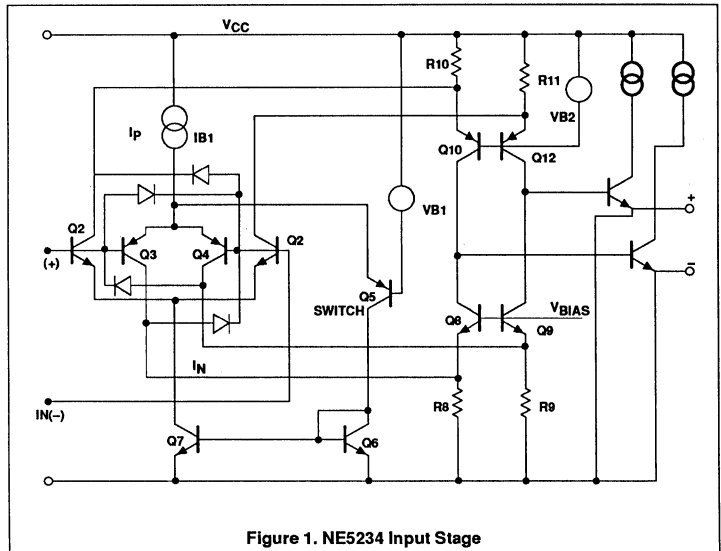 VCC
R10
R11
IP
IB1
VB2
Q10
Q12
VB1
+
Q2
Q3
Q4
Q2
(+)
Q5
SWITCH
–
VBIAS
Q8
Q9
IN
R8
R9
IN(–)
Q7
Q6
Figure 1. NE5234 Input Stage